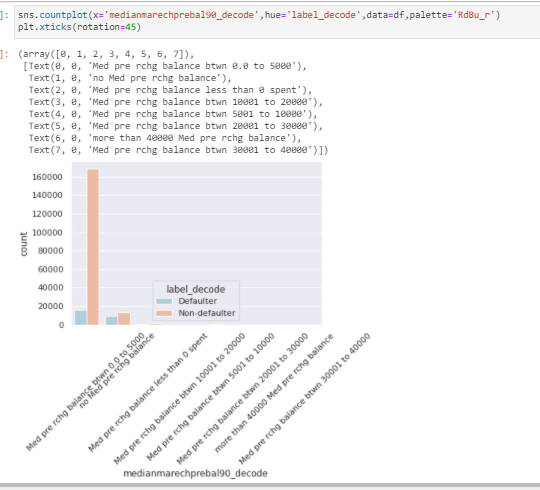 ]: sns.countplot(x='medianmarechprebal90_decode',hue='label_decode',data=df,palette='RdBu_r')
plt.xticks(rotation=45)
]: (array([0, 1, 2, 3, 4, 5, 6, 7]),
[Text(0, 0, 'Med pre rchg balance btwn 0.0 to 5000'),
Text(1, 0, 'no Med pre rchg balance'),
Text(2, 0, 'Med pre rchg balance less than 0 spent'),
Text(3, 0, 'Med pre rchg balance btwn 10001 to 20000'),
Text(4, 0, 'Med pre rchg balance btwn 5001 to 10000'),
Text(5, 0, 'Med pre rchg balance btwn 20001 to 30000'),
Text(6, 0, 'more than 40000 Med pre rchg balance'),
Text(7, 0, 'Med pre rchg balance btwn 30001 to 40000')])
160000
140000
120000
100000
80000
60000
40000
20000
0
count
label_decode
Defaulter
Non-defaulter
Med pre rchg balance btwn 0.0 to 5000
no Med pre rchg balance
Med pre rchg balance less than 0 spent
Med pre rchg balance btwn 10001 to 20000
Med pre rchg balance btwn 5001 to 10000
Med pre rchg balance btwn 20001 to 30000
more than 40000 Med pre rchg balance
Med pre rchg balance btwn 30001 to 40000
medianmarechprebal90_decode